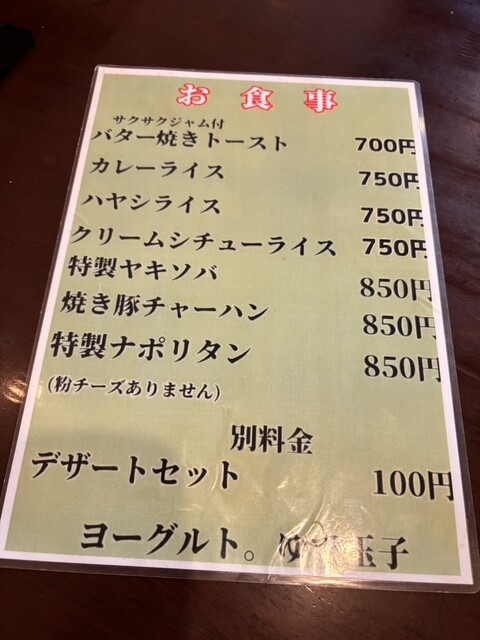 お食事
サクサクジャム付
バター焼きトースト 700円
カレーライス 750円
ハヤシライス 750円
クリームシチューライス 750円
特製ヤキソバ 850円
焼き豚チャーハン 850円
特製ナポリタン 850円
(粉チーズありません)
別料金
デザートセット 100円
ヨーグルト。ゆで玉子